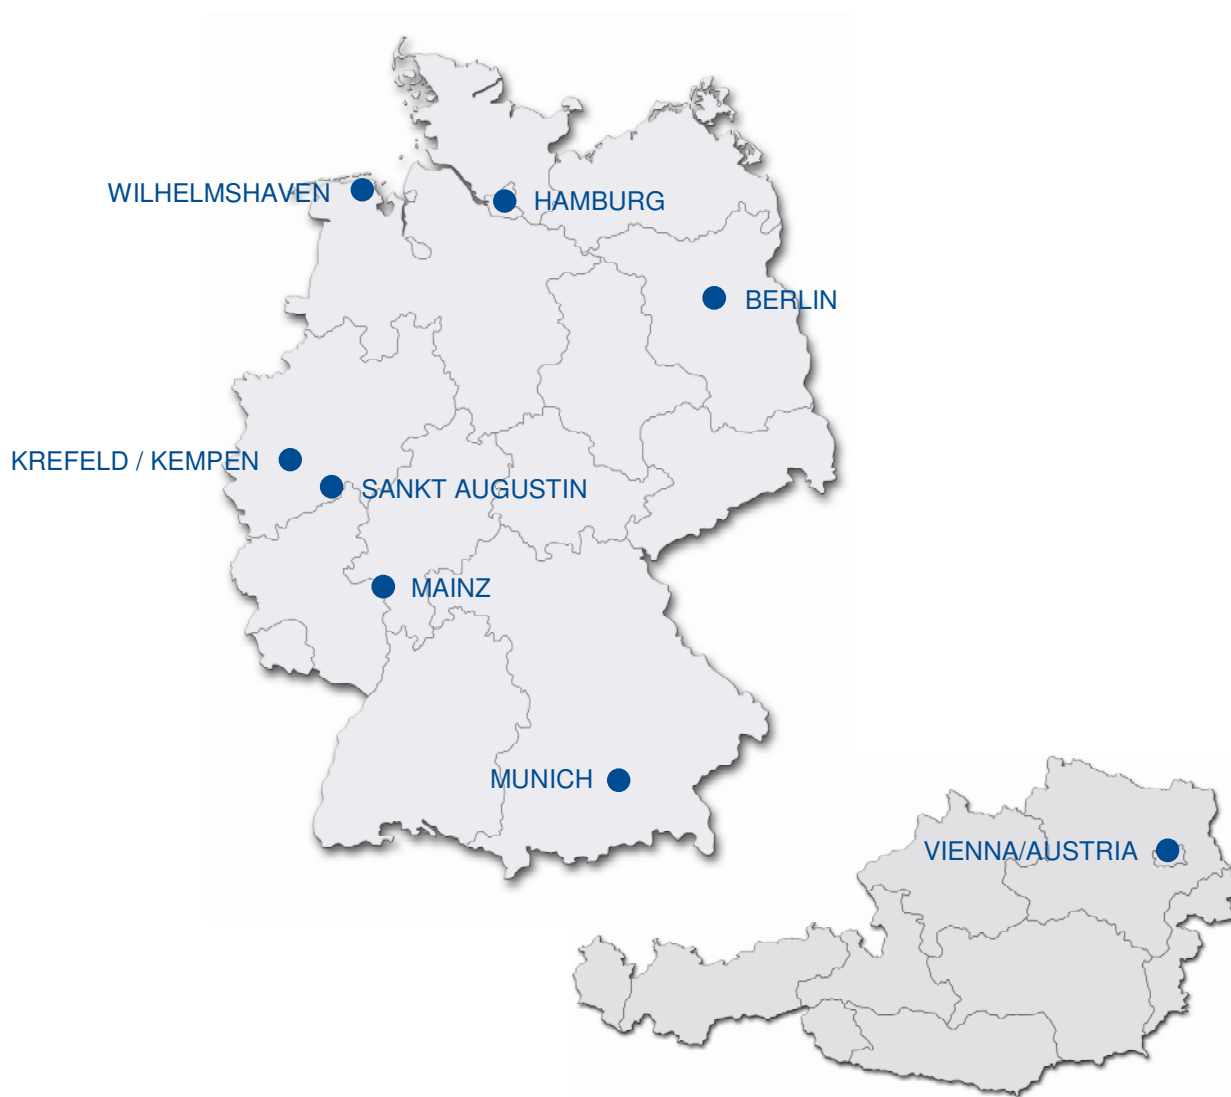 WILHELMSHAVEN
HAMBURG
BERLIN
KREFELD / KEMPEN
SANKT AUGUSTIN
MAINZ
MUNICH
VIENNA/AUSTRIA